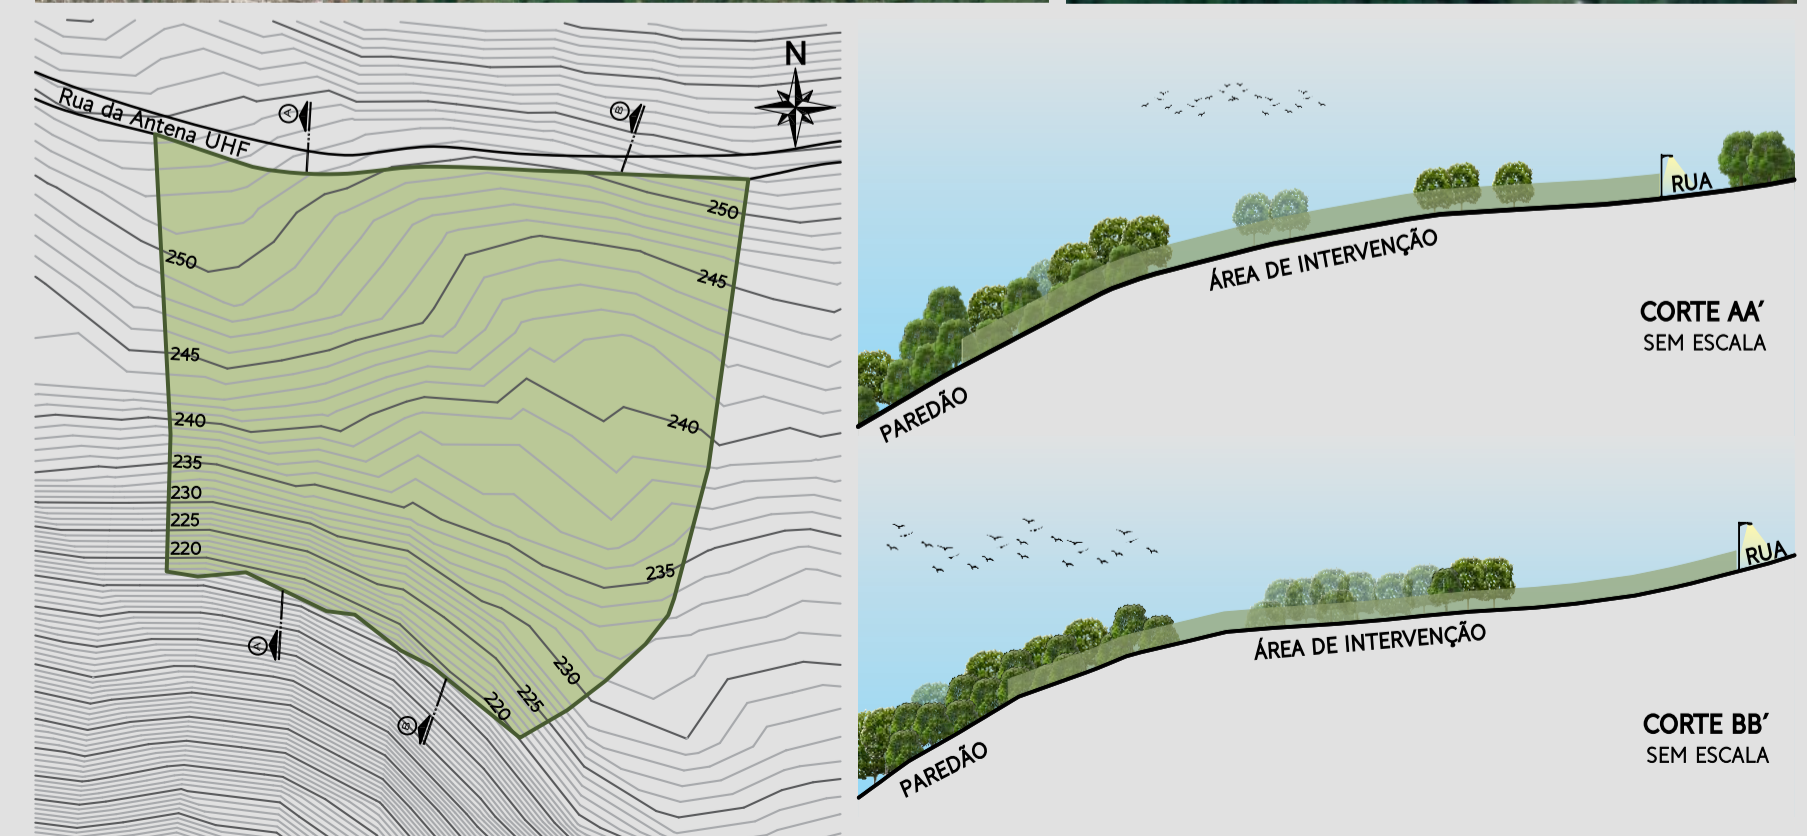 N
Rua da Antena UHF
A
B
250
250
245
245
240
240
235
230
225
220
235
230
225
220
A
B
RUA
ÁREA DE INTERVENÇÃO
CORTE AA'
SEM ESCALA
PAREDÃO
RUA
ÁREA DE INTERVENÇÃO
CORTE BB'
SEM ESCALA
PAREDÃO